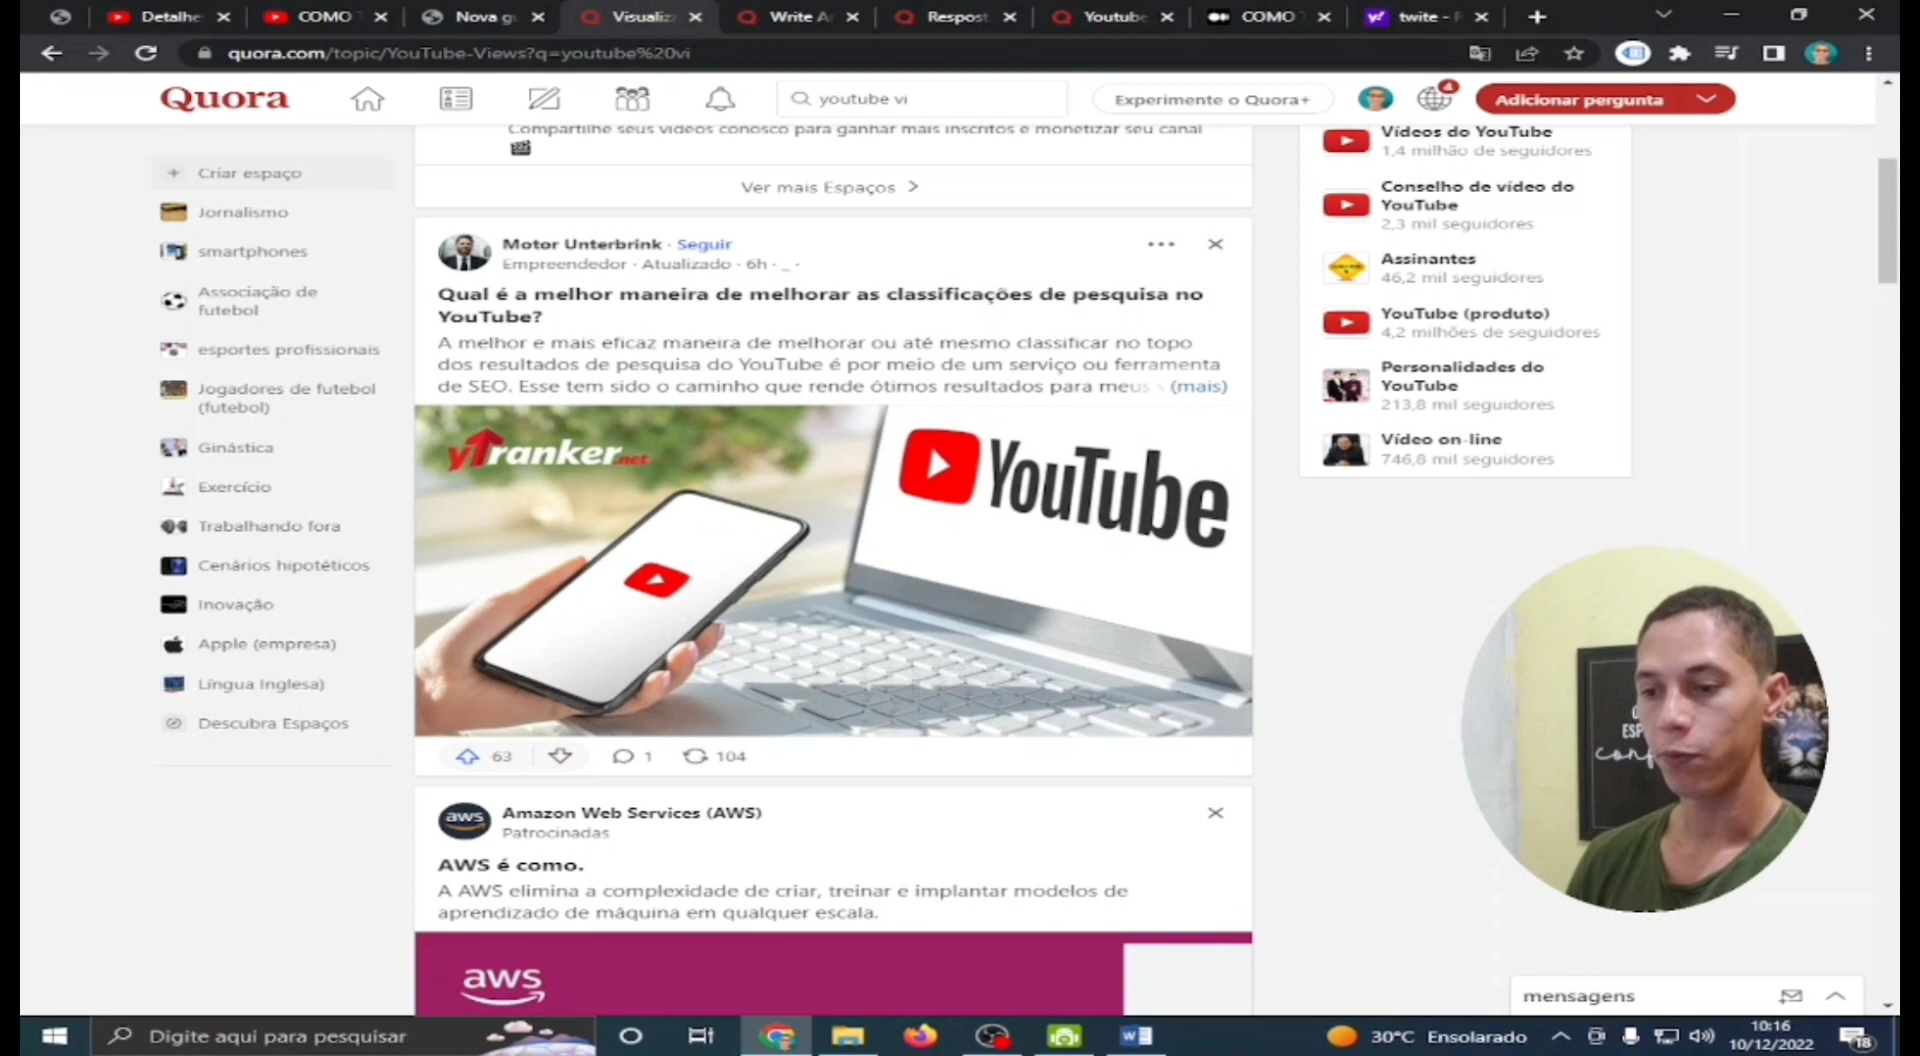 Detalhe
COMO
Nova g
Visualiz
Write A
Respost
Youtube
COMO
twite - F
quora.com/topic/YouTube-Views?q=youtube%20vi
Quora
youtube vi
Experimente o Quora+
4
Adicionar pergunta
Compartilhe seus vídeos conosco para ganhar mais inscritos e monetizar seu canal
Ver mais Espaços
Criar espaço
Jornalismo
smartphones
Associação de
futebol
esportes profissionais
Jogadores de futebol
(futebol)
Ginástica
Exercício
Trabalhando fora
Cenários hipotéticos
Inovação
Apple (empresa)
Língua Inglesa)
Descubra Espaços
Motor Unterbrink · Seguir
Empreendedor · Atualizado · 6h · _ ·
Qual é a melhor maneira de melhorar as classificações de pesquisa no
YouTube?
A melhor e mais eficaz maneira de melhorar ou até mesmo classificar no topo
dos resultados de pesquisa do YouTube é por meio de um serviço ou ferramenta
de SEO. Esse tem sido o caminho que rende ótimos resultados para meus (mais)
yTranker.net
YouTube
63
1
104
Amazon Web Services (AWS)
Patrocinadas
aws
AWS é como.
A AWS elimina a complexidade de criar, treinar e implantar modelos de
aprendizado de máquina em qualquer escala.
aws
Vídeos do YouTube
1,4 milhão de seguidores
Conselho de vídeo do
YouTube
2,3 mil seguidores
Assinantes
46,2 mil seguidores
YouTube (produto)
4,2 milhões de seguidores
Personalidades do
YouTube
213,8 mil seguidores
Vídeo on-line
746,8 mil seguidores
mensagens
Digite aqui para pesquisar
30°C Ensolarado
10:16
10/12/2022
18